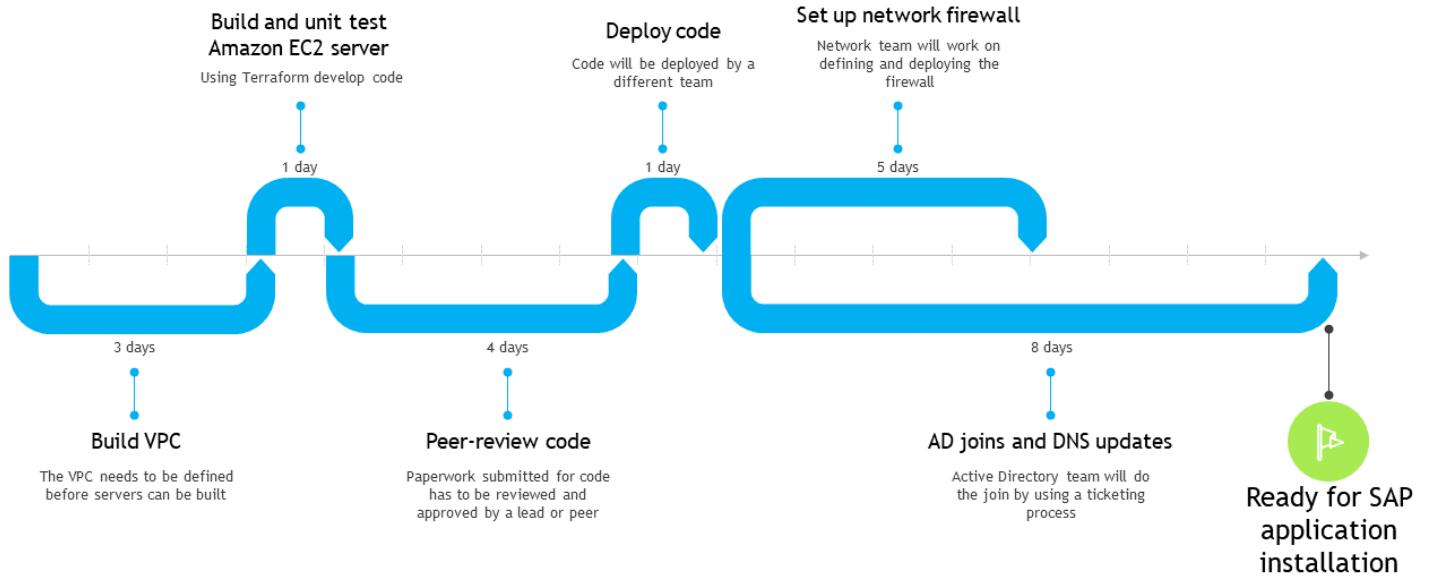 Build and unit test
Amazon EC2 server
Using Terraform develop code
1 day
Deploy code
Code will be deployed by a
different team
1 day
Set up network firewall
Network team will work on
defining and deploying the
firewall
5 days
3 days
Build VPC
The VPC needs to be defined
before servers can be built
4 days
Peer-review code
Paperwork submitted for code
has to be reviewed and
approved by a lead or peer
8 days
AD joins and DNS updates
Active Directory team will do
the join by using a ticketing
process
Ready for SAP
application
installation